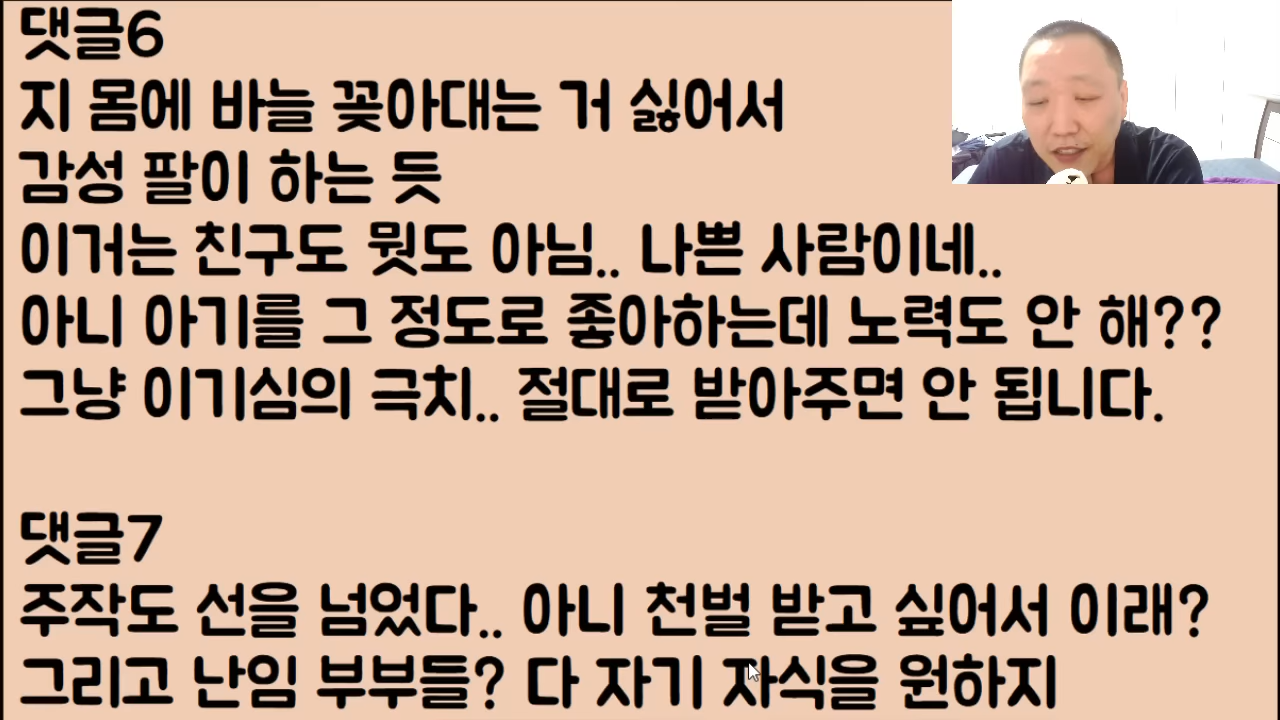 댓글6
지 몸에 바늘 꽂아대는 거 싫어서
감성 팔이 하는 듯
이거는 친구도 뭣도 아님.. 나쁜 사람이네..
아니 아기를 그 정도로 좋아하는데 노력도 안 해??
그냥 이기심의 극치.. 절대로 받아주면 안 됩니다.
댓글7
주작도 선을 넘었다.. 아니 천벌 받고 싶어서 이래?
그리고 난임 부부들? 다 자기 자식을 원하지